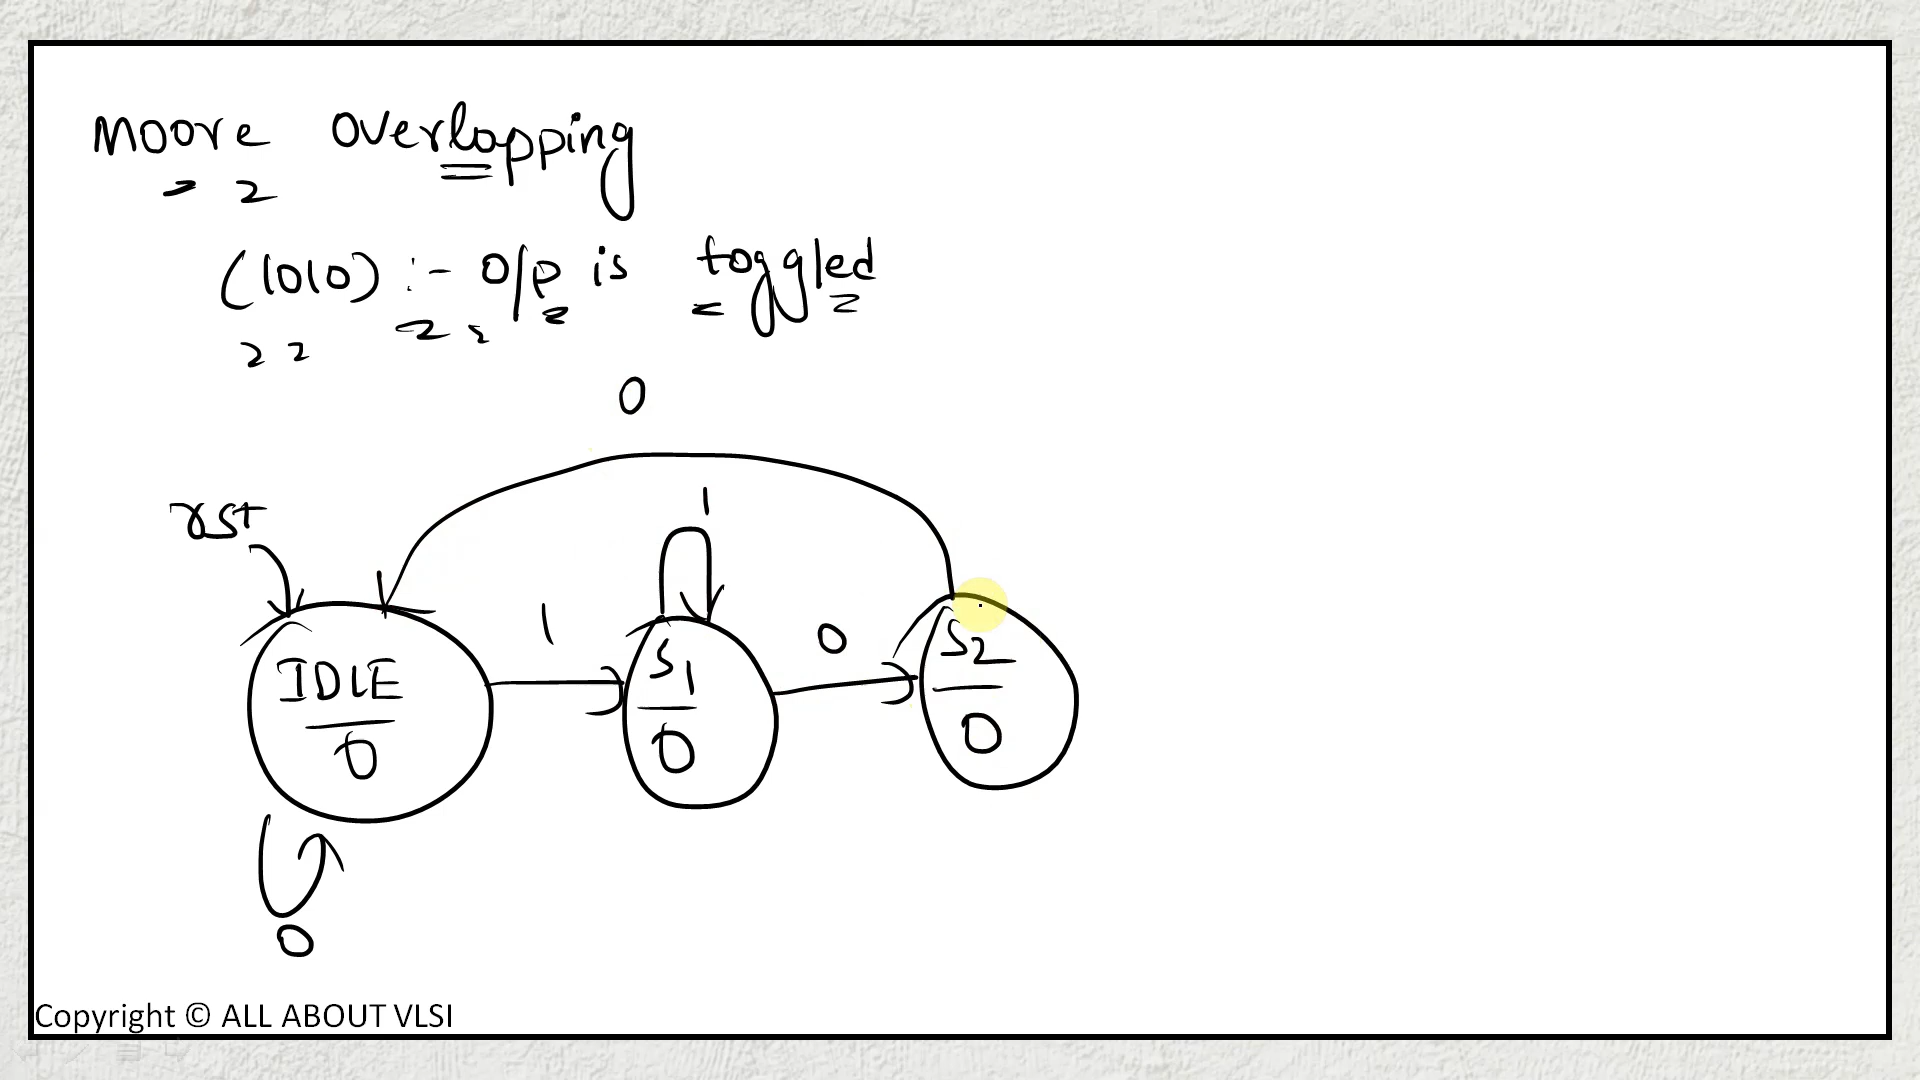 Moore overlapping
(1010) :- O/P is toggled
0
rst
1
1
0
IDLE
0
S1
0
S2
0
0
Copyright © ALL ABOUT VLSI